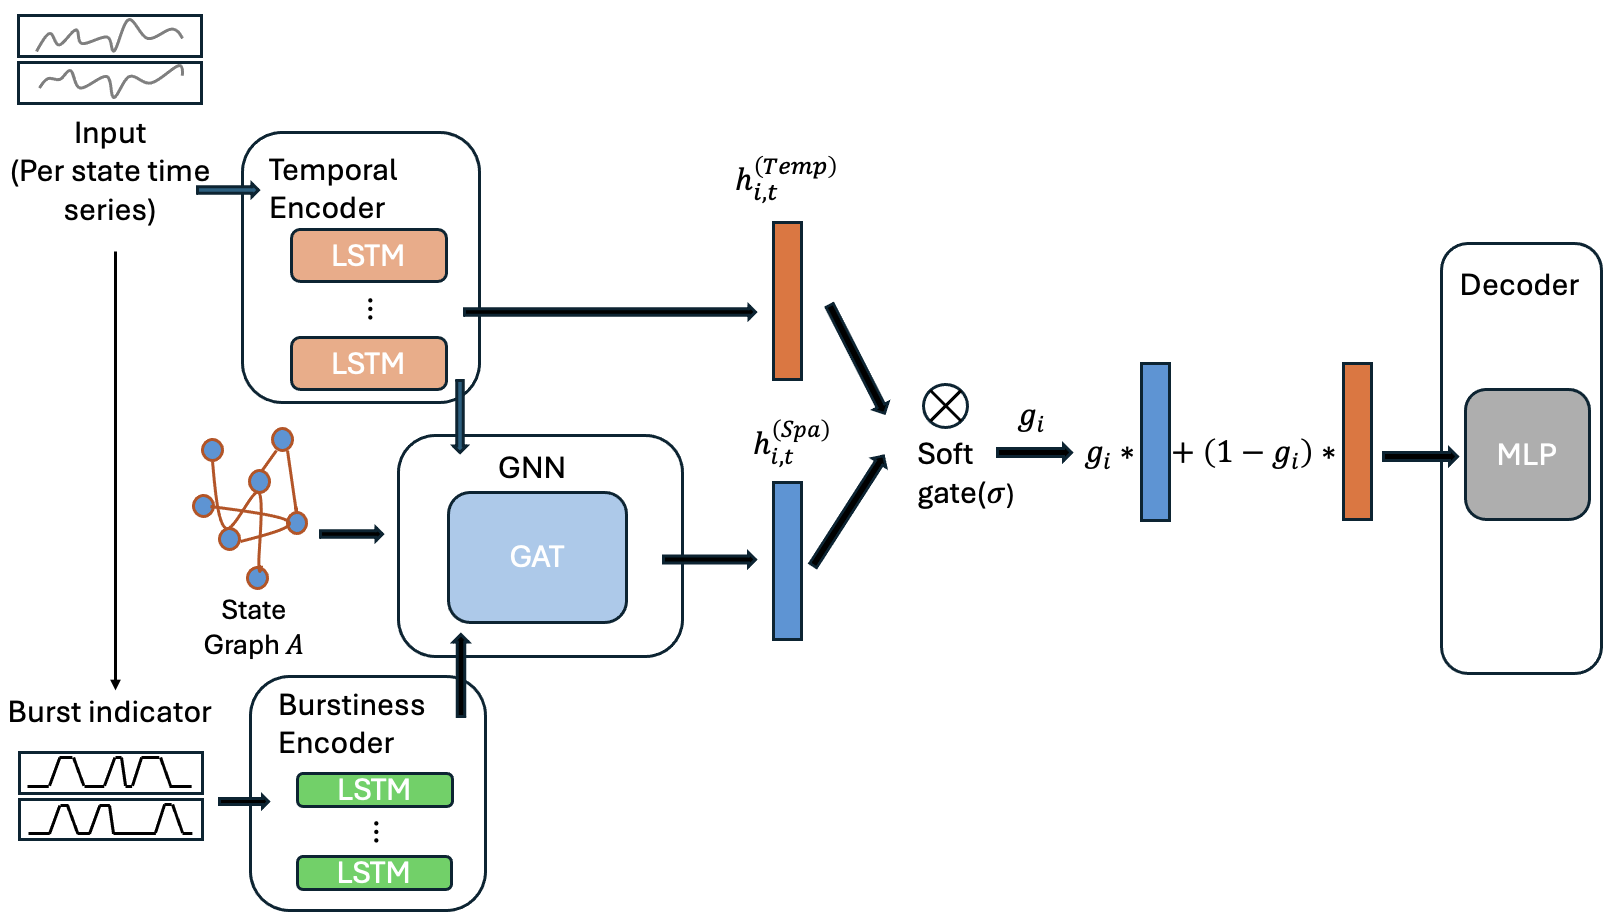 Input
(Per state time
series)
Temporal
Encoder
LSTM
⋮
LSTM
State
Graph A
GNN
GAT
Burst indicator
Burstiness
Encoder
LSTM
⋮
LSTM
h_{i,t}^{(Temp)}
h_{i,t}^{(Spa)}
Soft
gate(σ)
g_i
g_i * + (1 − g_i) *
Decoder
MLP